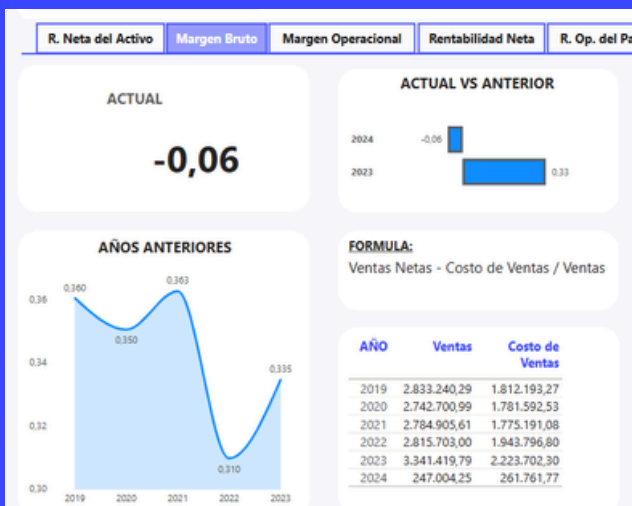 R. Neta del Activo Margen Bruto Margen Operacional Rentabilidad Neta R. Op. del Pa
ACTUAL
-0,06
ACTUAL VS ANTERIOR
2024 -0,06
2023 0,33
AÑOS ANTERIORES
0,36
0,34
0,32
0,30
0,360
0,350
0,363
0,310
0,335
2019 2020 2021 2022 2023
FORMULA:
Ventas Netas - Costo de Ventas / Ventas
AÑO Ventas Costo de
Ventas
2019 2.833.240,29 1.812.193,27
2020 2.742.700,99 1.781.592,53
2021 2.784.905,61 1.775.191,08
2022 2.815.703,00 1.943.796,80
2023 3.341.419,79 2.223.702,30
2024 247.004,25 261.761,77